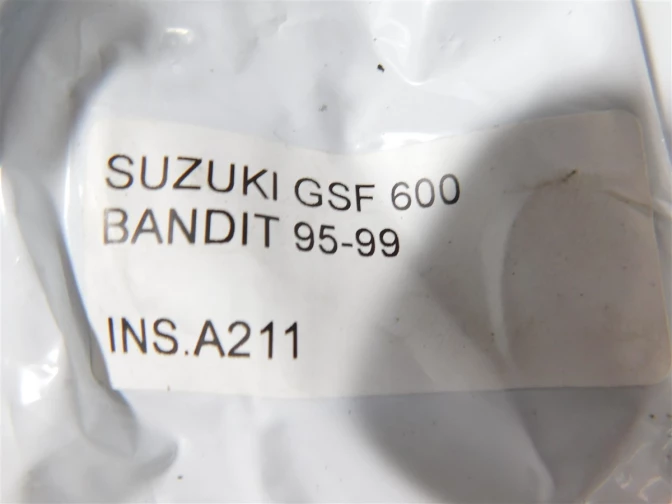 SUZUKI GSF 600
BANDIT 95-99
INS.A211